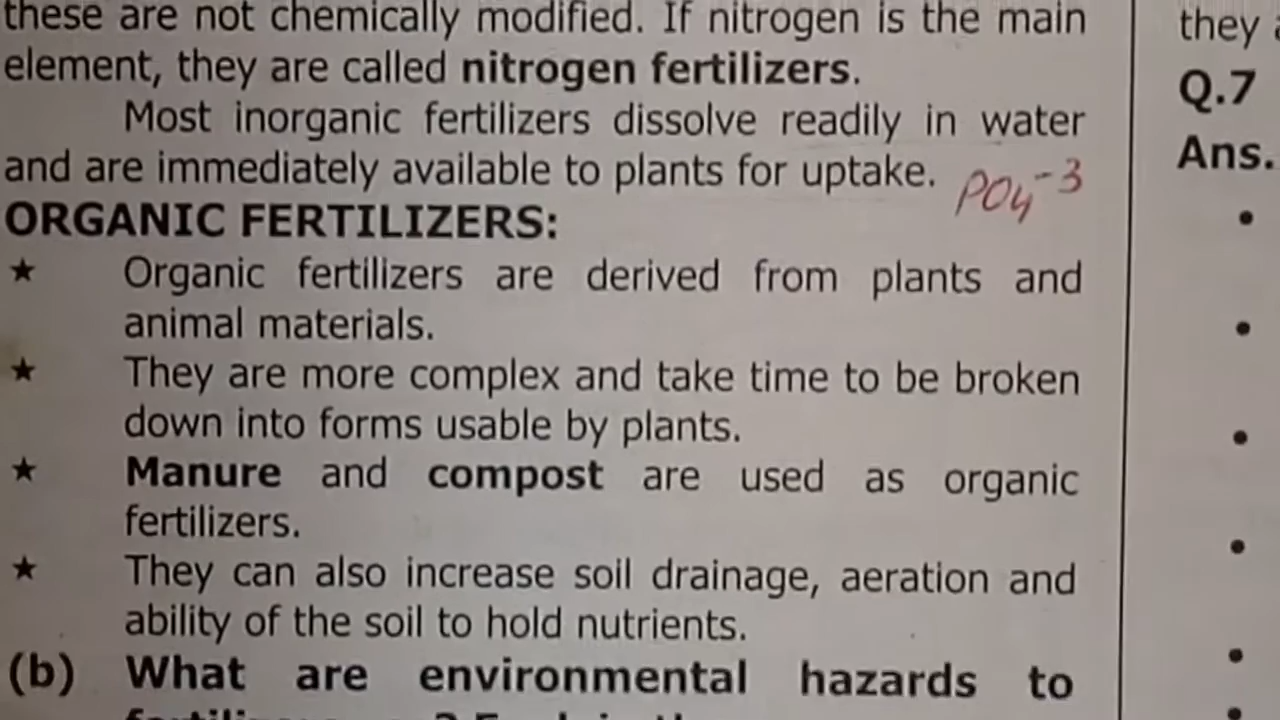 these are not chemically modified. If nitrogen is the main
element, they are called nitrogen fertilizers.
Most inorganic fertilizers dissolve readily in water
and are immediately available to plants for uptake.
PO4-3
ORGANIC FERTILIZERS:
★ Organic fertilizers are derived from plants and
animal materials.
★ They are more complex and take time to be broken
down into forms usable by plants.
★ Manure and compost are used as organic
fertilizers.
★ They can also increase soil drainage, aeration and
ability of the soil to hold nutrients.
(b) What are environmental hazards to
they
Q.7
Ans.
•
•
•
•
•
•